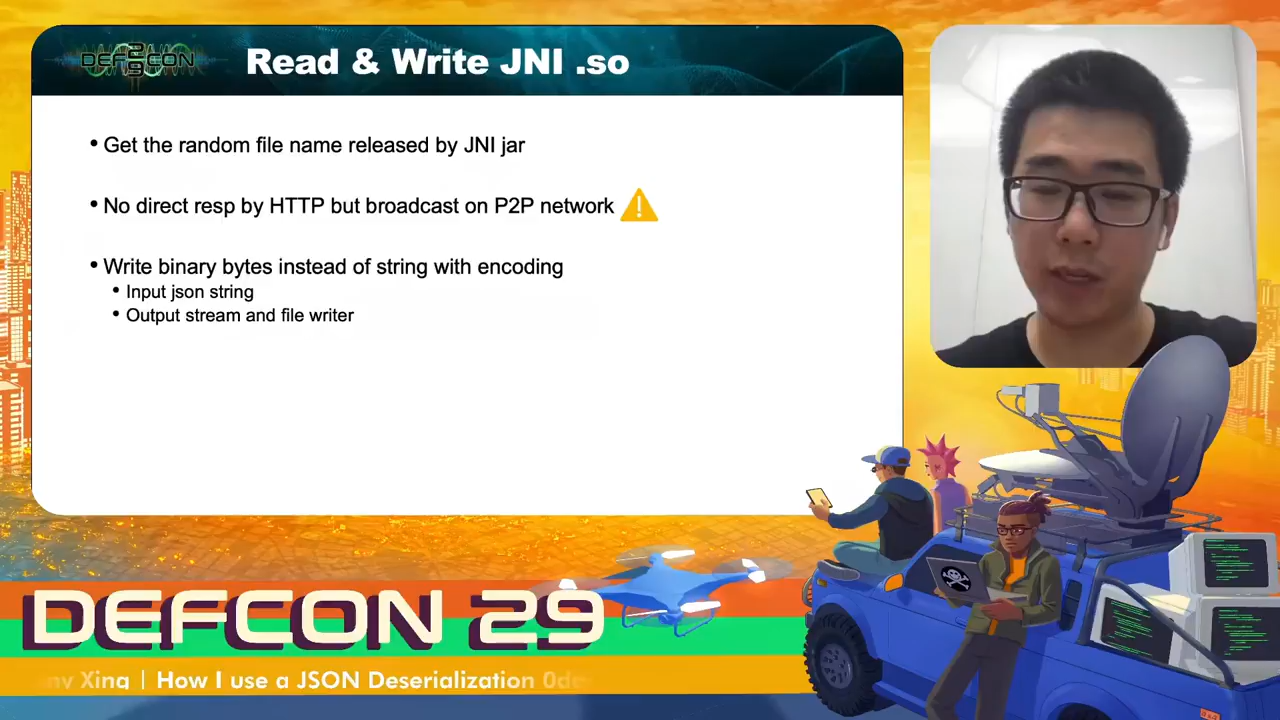 DEFCON
29
Read & Write JNI .so
• Get the random file name released by JNI jar
• No direct resp by HTTP but broadcast on P2P network
• Write binary bytes instead of string with encoding
• Input json string
• Output stream and file writer
DEFCON 29
Xing | How I use a JSON Deserialization